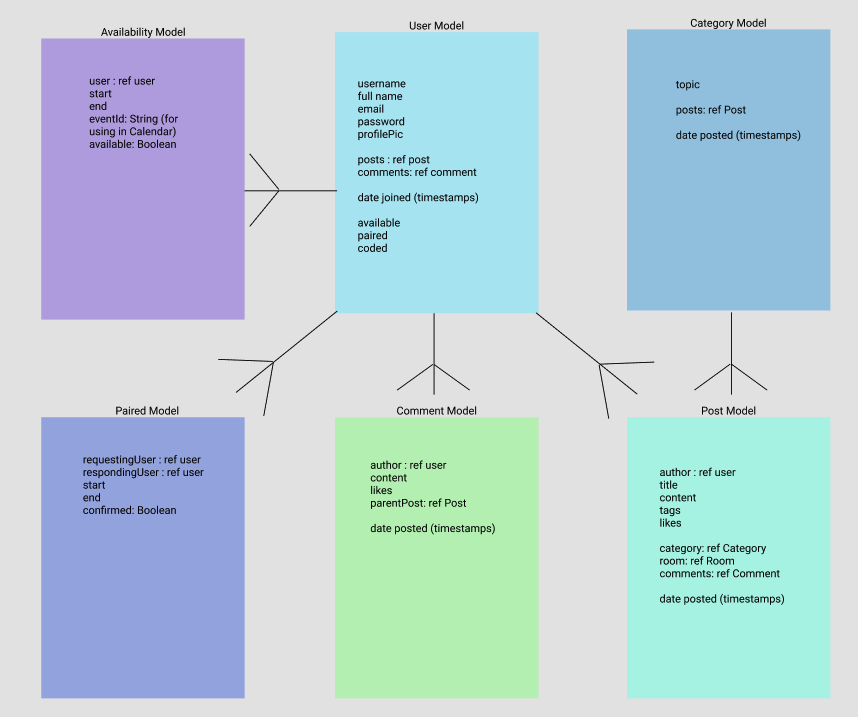 Availability Model
user : ref user
start
end
eventId: String (for
using in Calendar)
available: Boolean
User Model
username
full name
email
password
profilePic
posts : ref post
comments: ref comment
date joined (timestamps)
available
paired
coded
Category Model
topic
posts: ref Post
date posted (timestamps)
Paired Model
requestingUser : ref user
respondingUser : ref user
start
end
confirmed: Boolean
Comment Model
author : ref user
content
likes
parentPost: ref Post
date posted (timestamps)
Post Model
author : ref user
title
content
tags
likes
category: ref Category
room: ref Room
comments: ref Comment
date posted (timestamps)